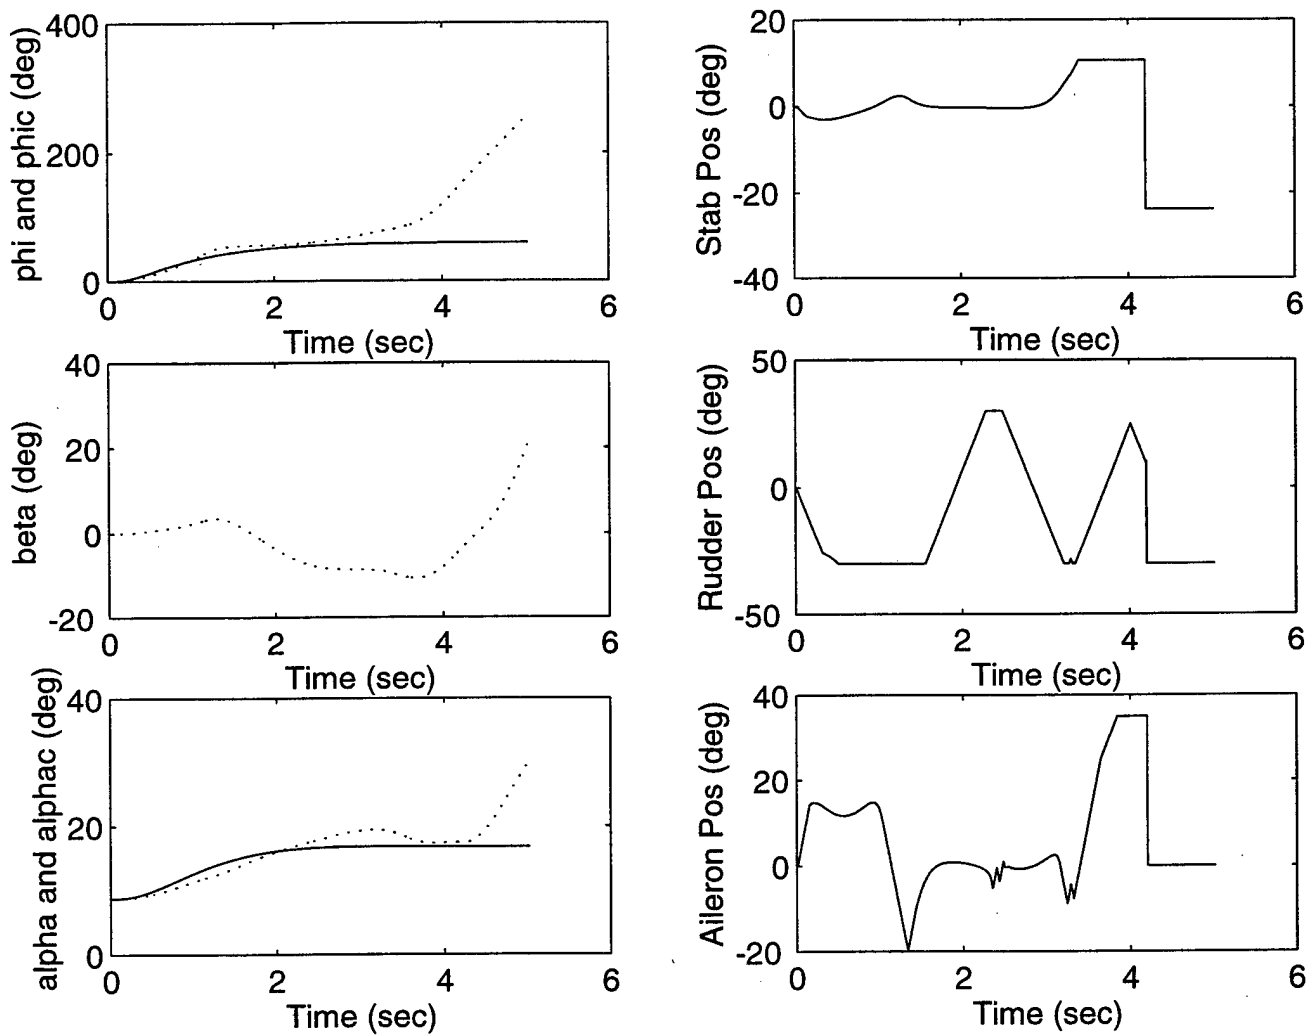 phi and phic (deg)
400
200
0
0 2 4 6
Time (sec)
Stab Pos (deg)
20
0
-20
-40
0 2 4 6
Time (sec)
beta (deg)
40
20
0
-20
0 2 4 6
Time (sec)
Rudder Pos (deg)
50
0
-50
0 2 4 6
Time (sec)
alpha and alphac (deg)
40
20
0
0 2 4 6
Time (sec)
Aileron Pos (deg)
40
20
0
-20
0 2 4 6
Time (sec)